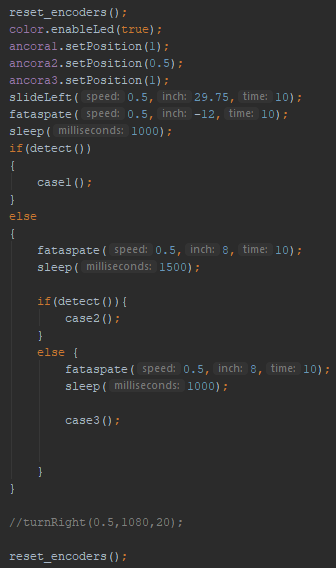 reset_encoders();
color.enableLed(true);
ancora1.setPosition(1);
ancora2.setPosition(0.5);
ancora3.setPosition(1);
slideLeft( speed: 0.5, inch: 29.75, time: 10);
fataspate( speed: 0.5, inch: -12, time: 10);
sleep( milliseconds: 1000);
if(detect())
{
case1();
}
else
{
fataspate( speed: 0.5, inch: 8, time: 10);
sleep( milliseconds: 1500);
if(detect()){
case2();
}
else {
fataspate( speed: 0.5, inch: 8, time: 10);
sleep( milliseconds: 1000);
case3();
}
}
//turnRight(0.5,1080,20);
reset_encoders();